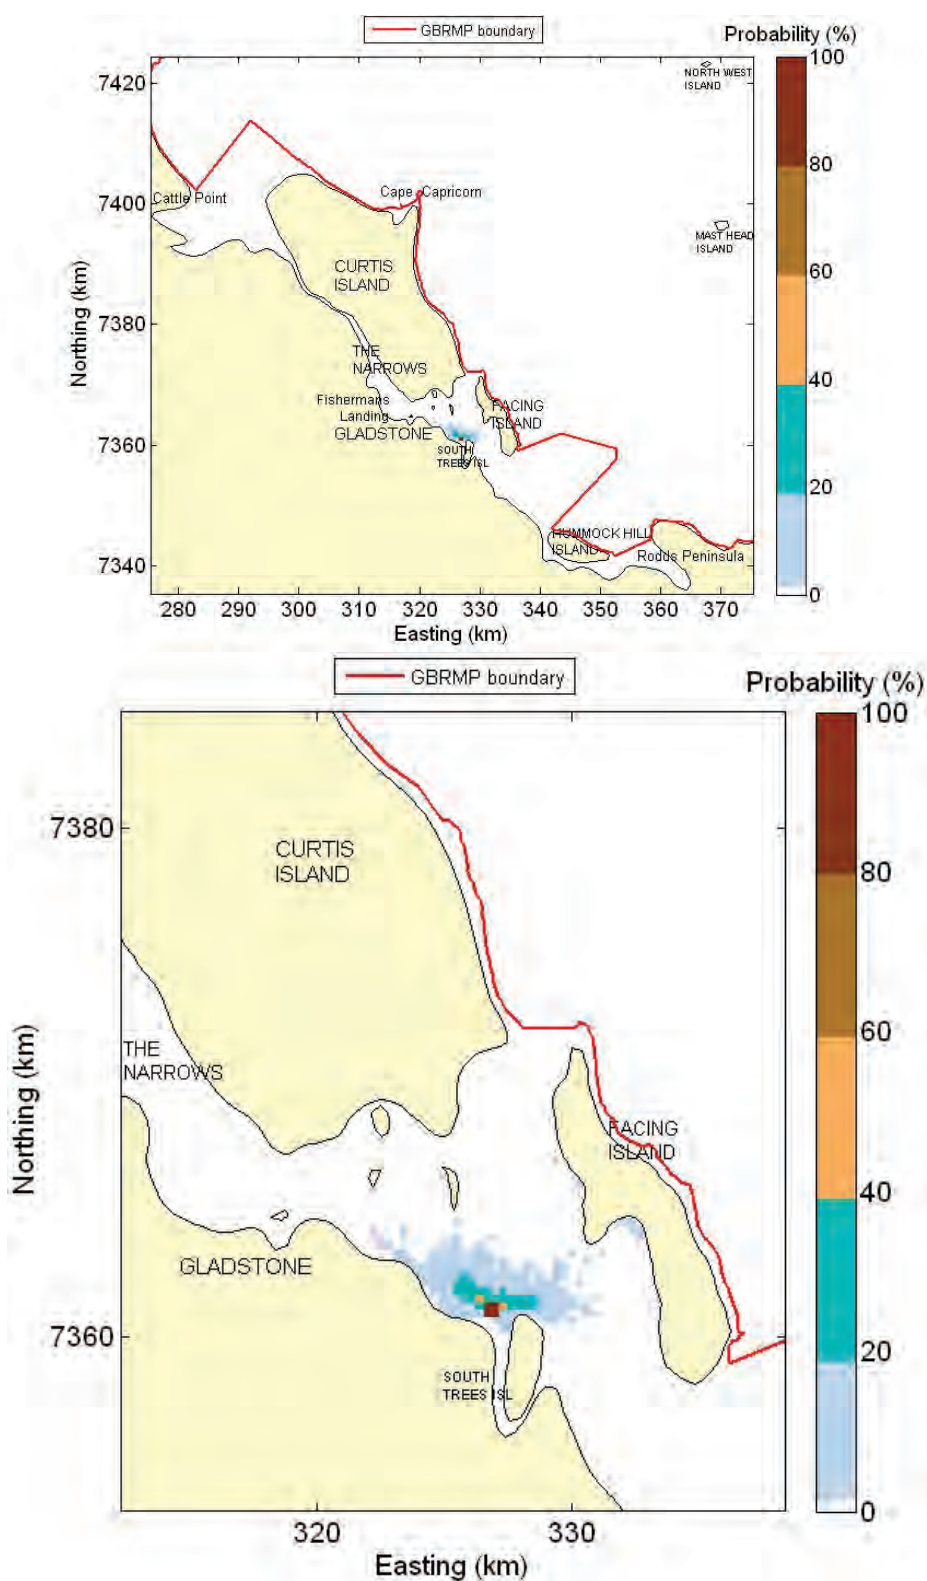 GBRMP boundary
Probability (%)
100
80
60
40
20
0
7420
7400
7380
7360
7340
Northing (km)
NORTH WEST
ISLAND
Cattle Point
Cape Capricorn
MAST HEAD
ISLAND
CURTIS
ISLAND
THE
NARROWS
Fishermans
Landing
GLADSTONE
FACING
ISLAND
SOUTH
TREES ISL
HUMMOCK HILL
ISLAND
Rodds Peninsula
280 290 300 310 320 330 340 350 360 370
Easting (km)
GBRMP boundary
Probability (%)
100
80
60
40
20
0
7380
7360
Northing (km)
CURTIS
ISLAND
THE
NARROWS
FACING
ISLAND
GLADSTONE
SOUTH
TREES ISL
320 330
Easting (km)